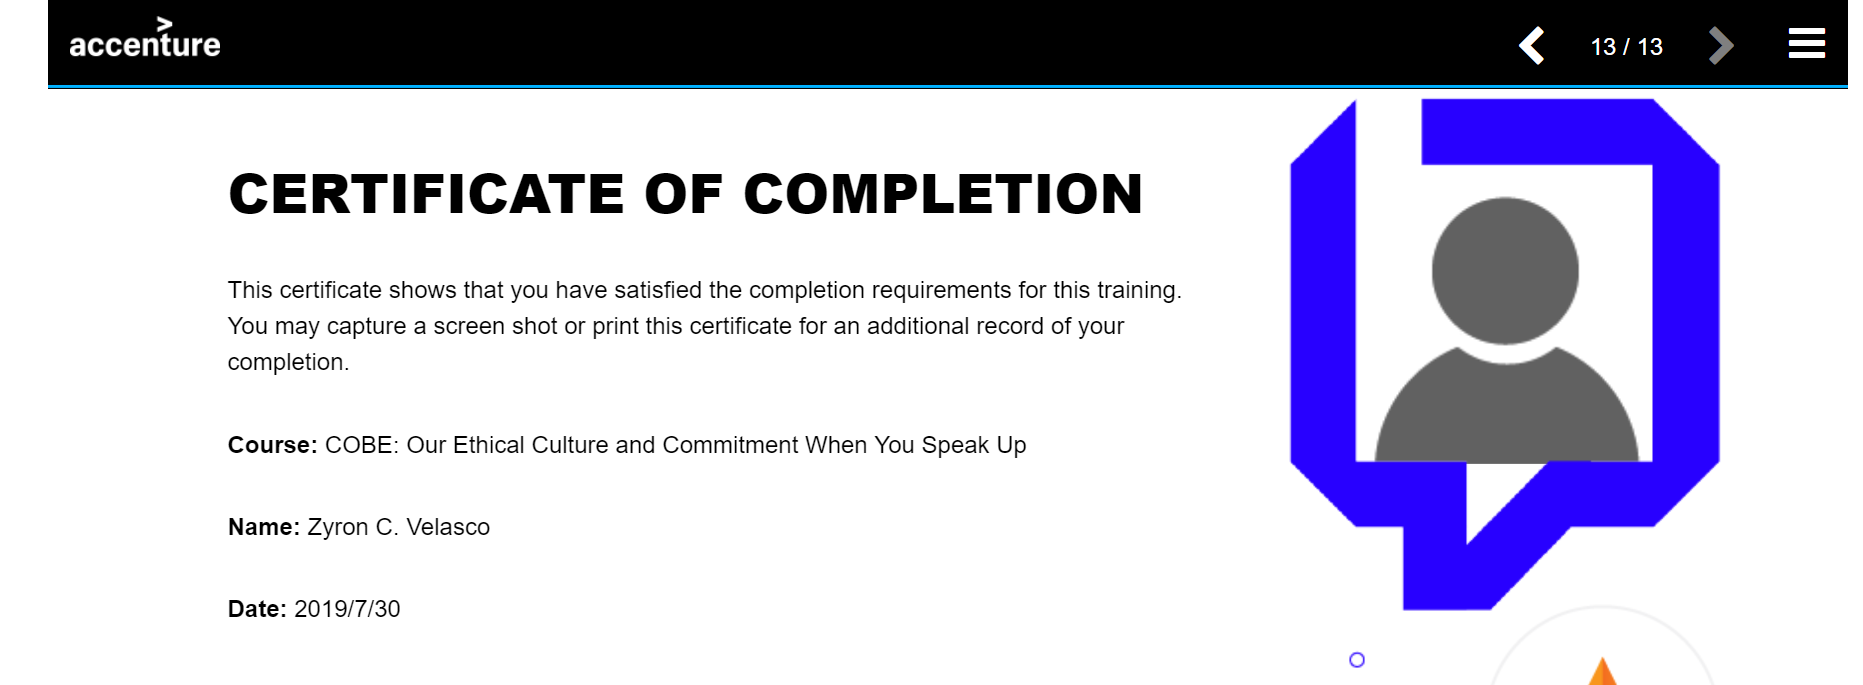 accenture
13 / 13
CERTIFICATE OF COMPLETION
This certificate shows that you have satisfied the completion requirements for this training.
You may capture a screen shot or print this certificate for an additional record of your
completion.
Course: COBE: Our Ethical Culture and Commitment When You Speak Up
Name: Zyron C. Velasco
Date: 2019/7/30